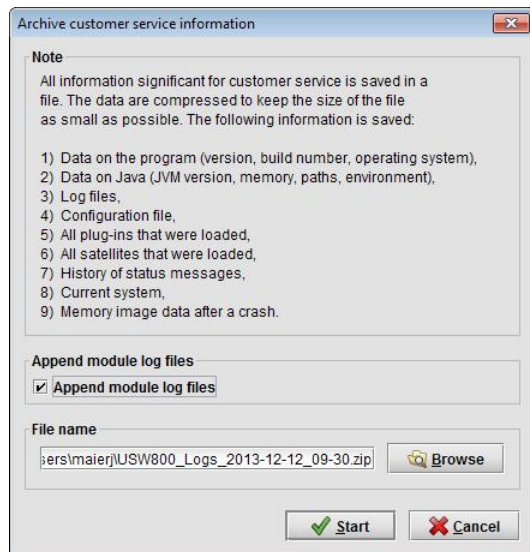 Archive customer service information
Note
All information significant for customer service is saved in a
file. The data are compressed to keep the size of the file
as small as possible. The following information is saved:
1) Data on the program (version, build number, operating system),
2) Data on Java (JVM version, memory, paths, environment),
3) Log files,
4) Configuration file,
5) All plug-ins that were loaded,
6) All satellites that were loaded,
7) History of status messages,
8) Current system,
9) Memory image data after a crash.
Append module log files
Append module log files
File name
sers\maierj\USW800_Logs_2013-12-12_09-30.zip
Browse
Start
Cancel